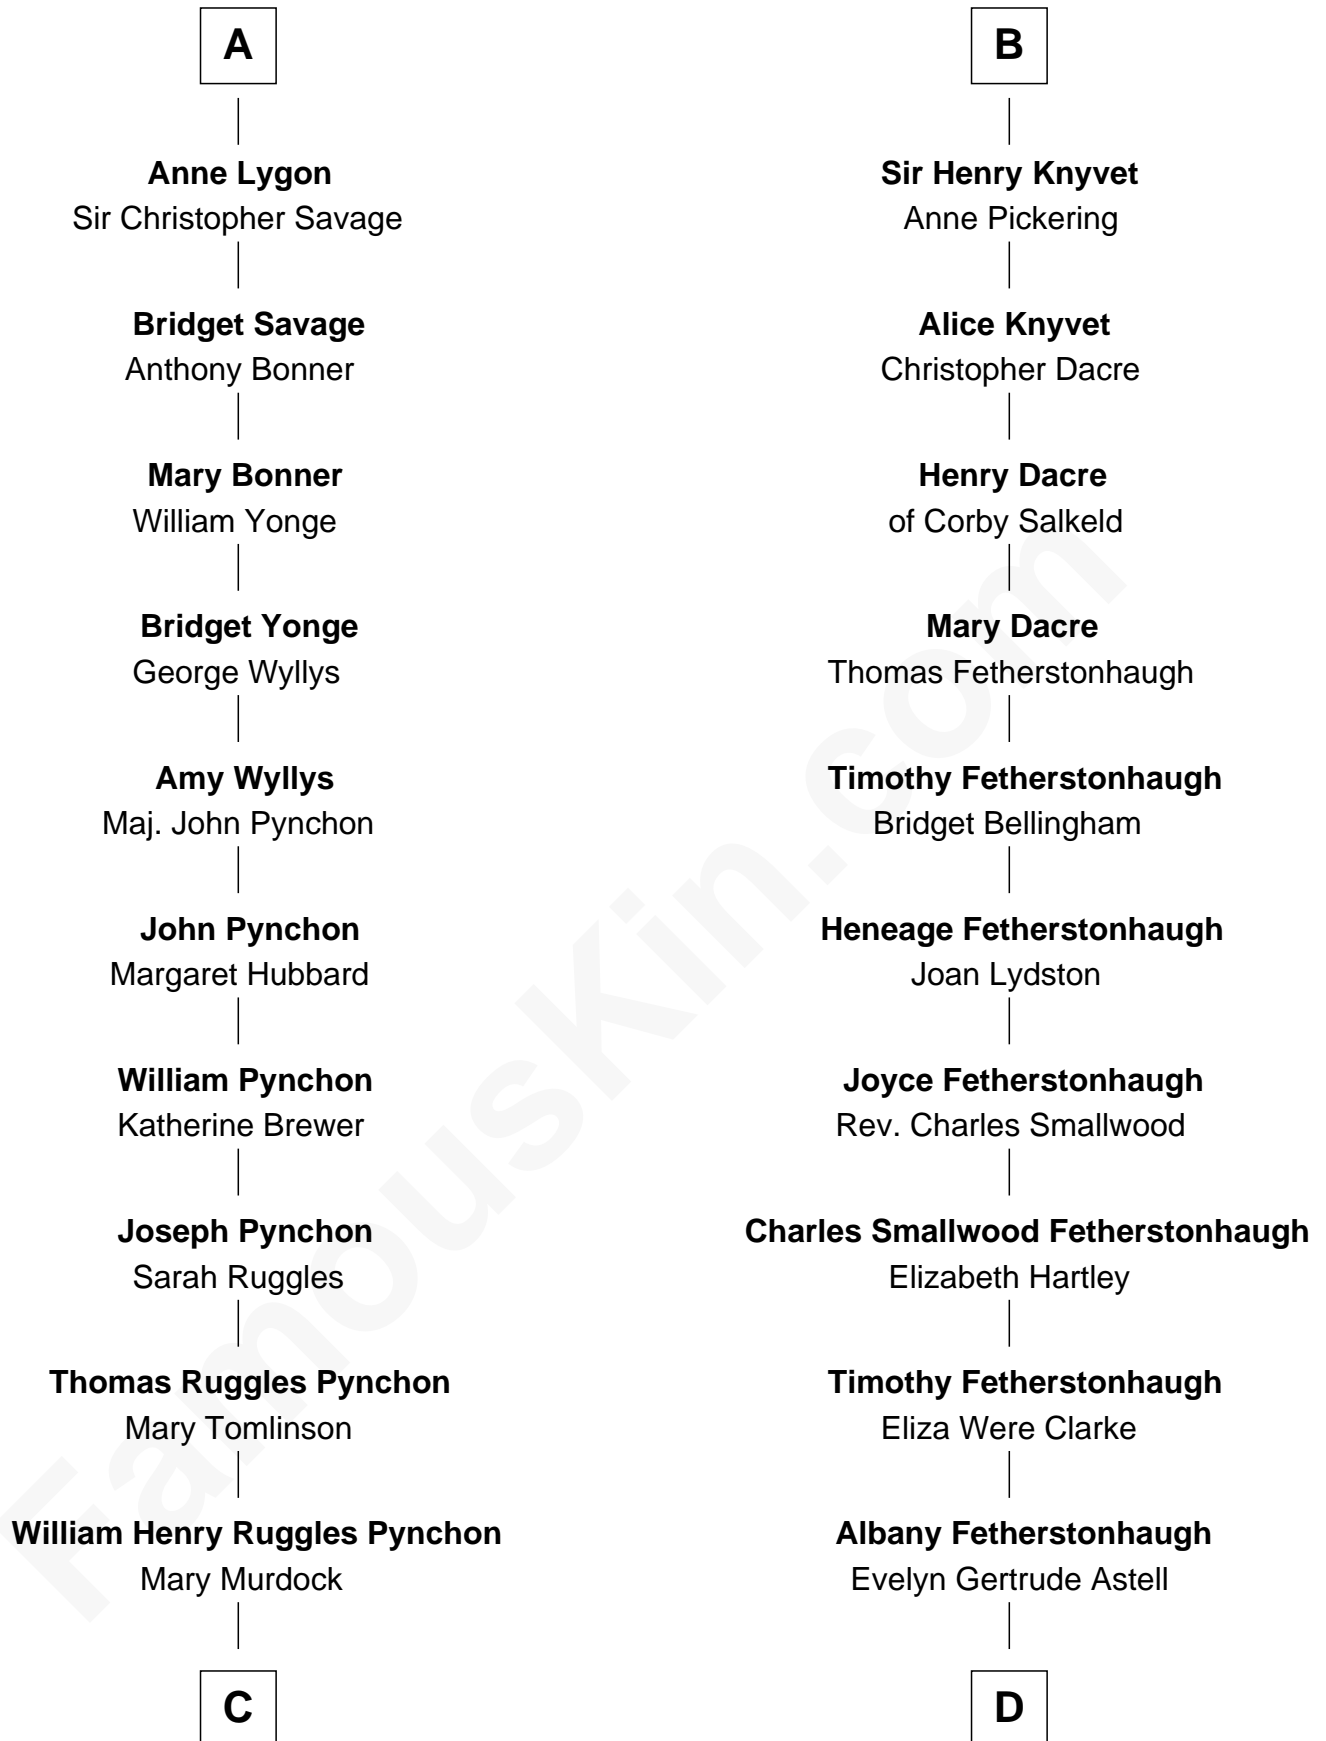 A
Anne Lygon
Sir Christopher Savage
Bridget Savage
Anthony Bonner
Mary Bonner
William Yonge
Bridget Yonge
George Wyllys
Amy Wyllys
Maj. John Pynchon
John Pynchon
Margaret Hubbard
William Pynchon
Katherine Brewer
Joseph Pynchon
Sarah Ruggles
Thomas Ruggles Pynchon
Mary Tomlinson
William Henry Ruggles Pynchon
Mary Murdock
C
B
Sir Henry Knyvet
Anne Pickering
Alice Knyvet
Christopher Dacre
Henry Dacre
of Corby Salkeld
Mary Dacre
Thomas Fetherstonhaugh
Timothy Fetherstonhaugh
Bridget Bellingham
Heneage Fetherstonhaugh
Joan Lydston
Joyce Fetherstonhaugh
Rev. Charles Smallwood
Charles Smallwood Fetherstonhaugh
Elizabeth Hartley
Timothy Fetherstonhaugh
Eliza Were Clarke
Albany Fetherstonhaugh
Evelyn Gertrude Astell
D
FamousKin.com